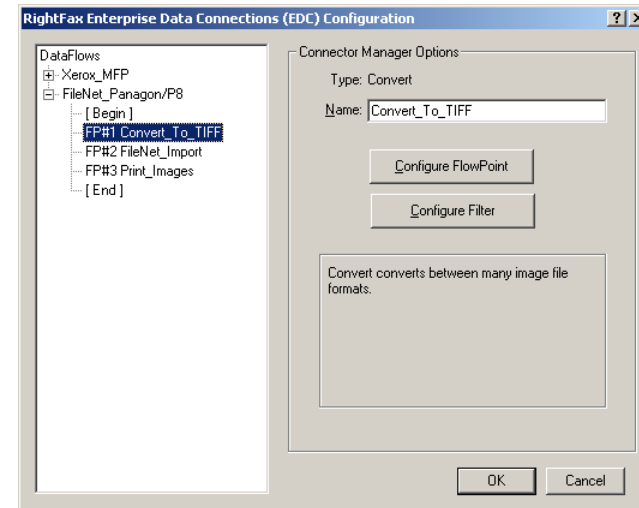 RightFax Enterprise Data Connections (EDC) Configuration
DataFlows
Xerox_MFP
FileNet_Panagon/P8
[ Begin ]
FP#1 Convert_To_TIFF
FP#2 FileNet_Import
FP#3 Print_Images
[ End ]
Connector Manager Options
Type: Convert
Name: Convert_To_TIFF
Configure FlowPoint
Configure Filter
Convert converts between many image file
formats.
OK
Cancel